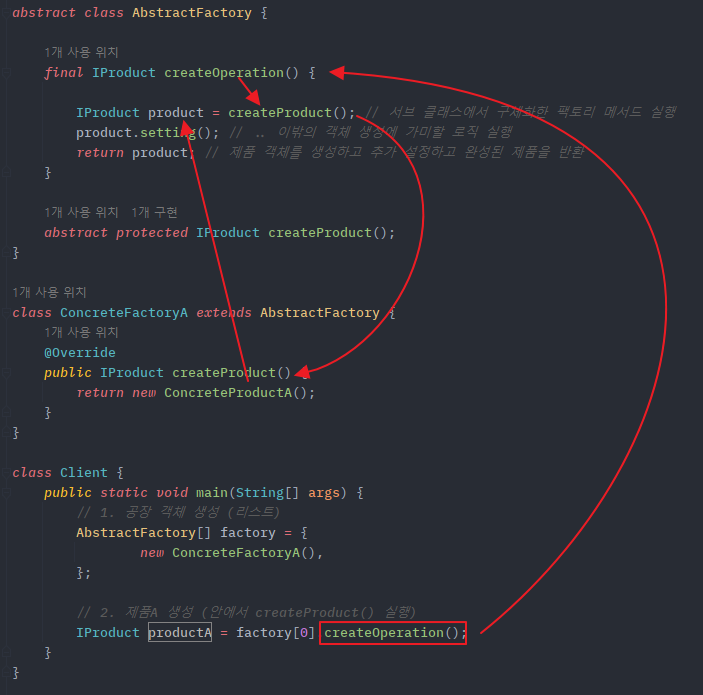 abstract class AbstractFactory {
1개 사용 위치
final IProduct createOperation() {
IProduct product = createProduct(); // 서브 클래스에서 구체화한 팩토리 메서드 실행
product.setting(); // .. 이밖의 객체 생성에 가미할 로직 실행
return product; // 제품 객체를 생성하고 추가 설정하고 완성된 제품을 반환
}
1개 사용 위치 1개 구현
abstract protected IProduct createProduct();
}
1개 사용 위치
class ConcreteFactoryA extends AbstractFactory {
1개 사용 위치
@Override
public IProduct createProduct() {
return new ConcreteProductA();
}
}
class Client {
public static void main(String[] args) {
// 1. 공장 객체 생성 (리스트)
AbstractFactory[] factory = {
new ConcreteFactoryA(),
};
// 2. 제품A 생성 (안에서 createProduct() 실행)
IProduct productA = factory[0].createOperation();
}
}